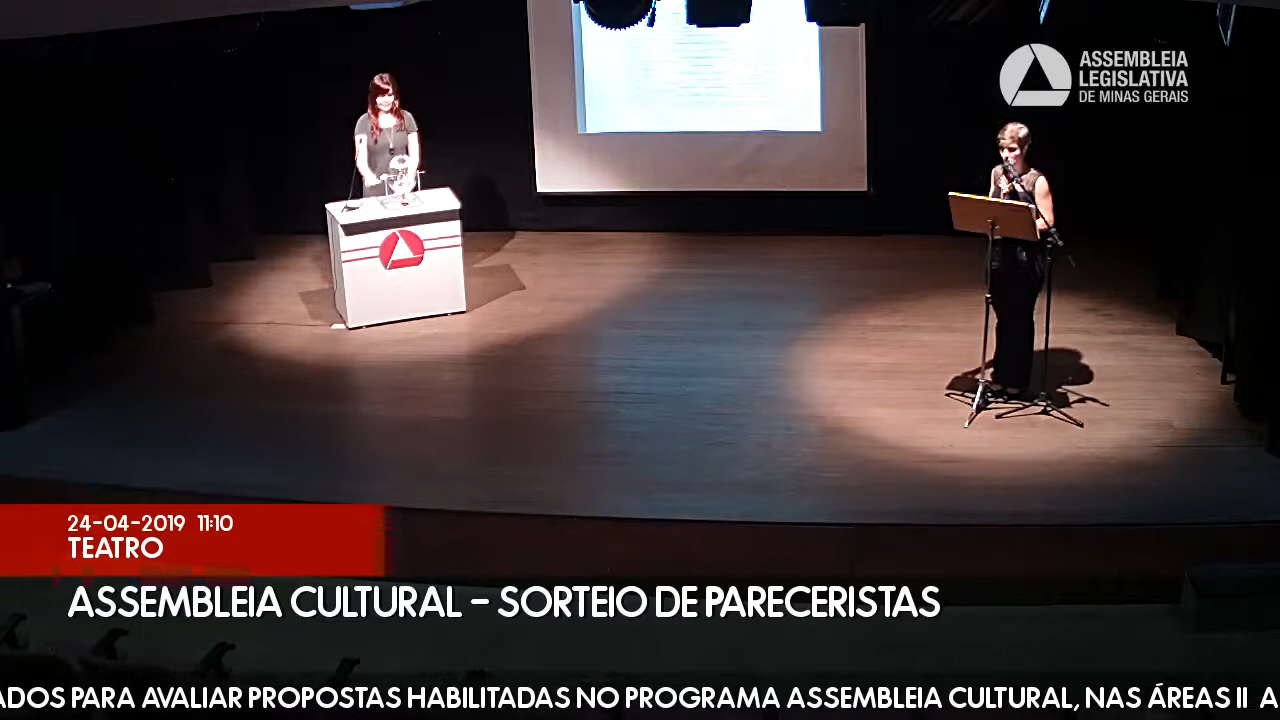 ASSEMBLEIA
LEGISLATIVA
DE MINAS GERAIS
24-04-2019 11:10
TEATRO
ASSEMBLEIA CULTURAL - SORTEIO DE PARECERISTAS
PARA AVALIAR PROPOSTAS HABILITADAS NO PROGRAMA ASSEMBLEIA CULTURAL, NAS ÁREAS II